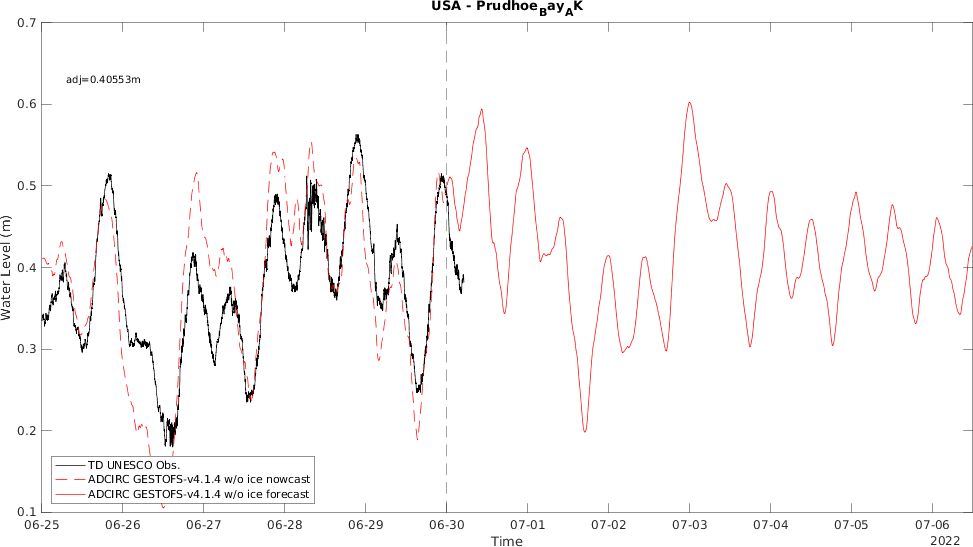 USA - Prudhoe_Bay_AK
0.7
adj=0.40553m
0.6
0.5
0.4
0.3
0.2
0.1
Water Level (m)
TD UNESCO Obs.
ADCIRC GESTOFS-v4.1.4 w/o ice nowcast
ADCIRC GESTOFS-v4.1.4 w/o ice forecast
06-25 06-26 06-27 06-28 06-29 06-30 07-01 07-02 07-03 07-04 07-05 07-06
Time
2022